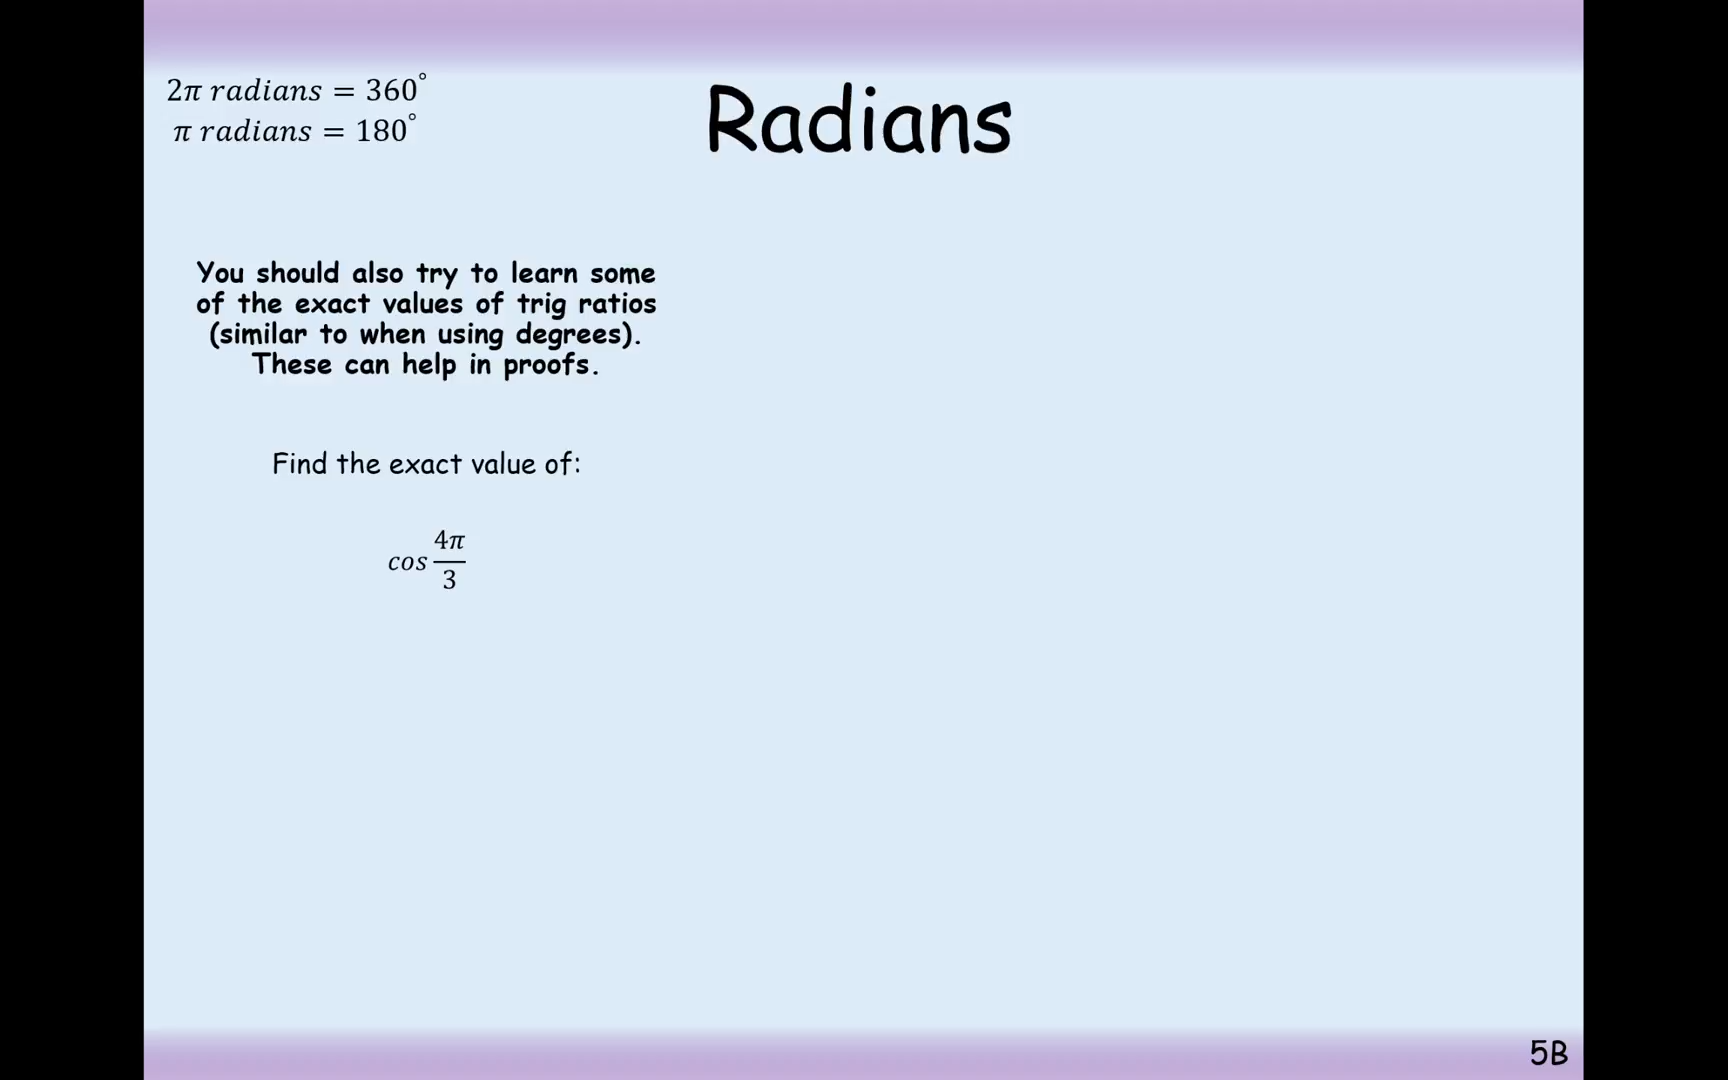 2π radians = 360°
π radians = 180°
Radians
You should also try to learn some
of the exact values of trig ratios
(similar to when using degrees).
These can help in proofs.
Find the exact value of:
cos 4π/3
5B